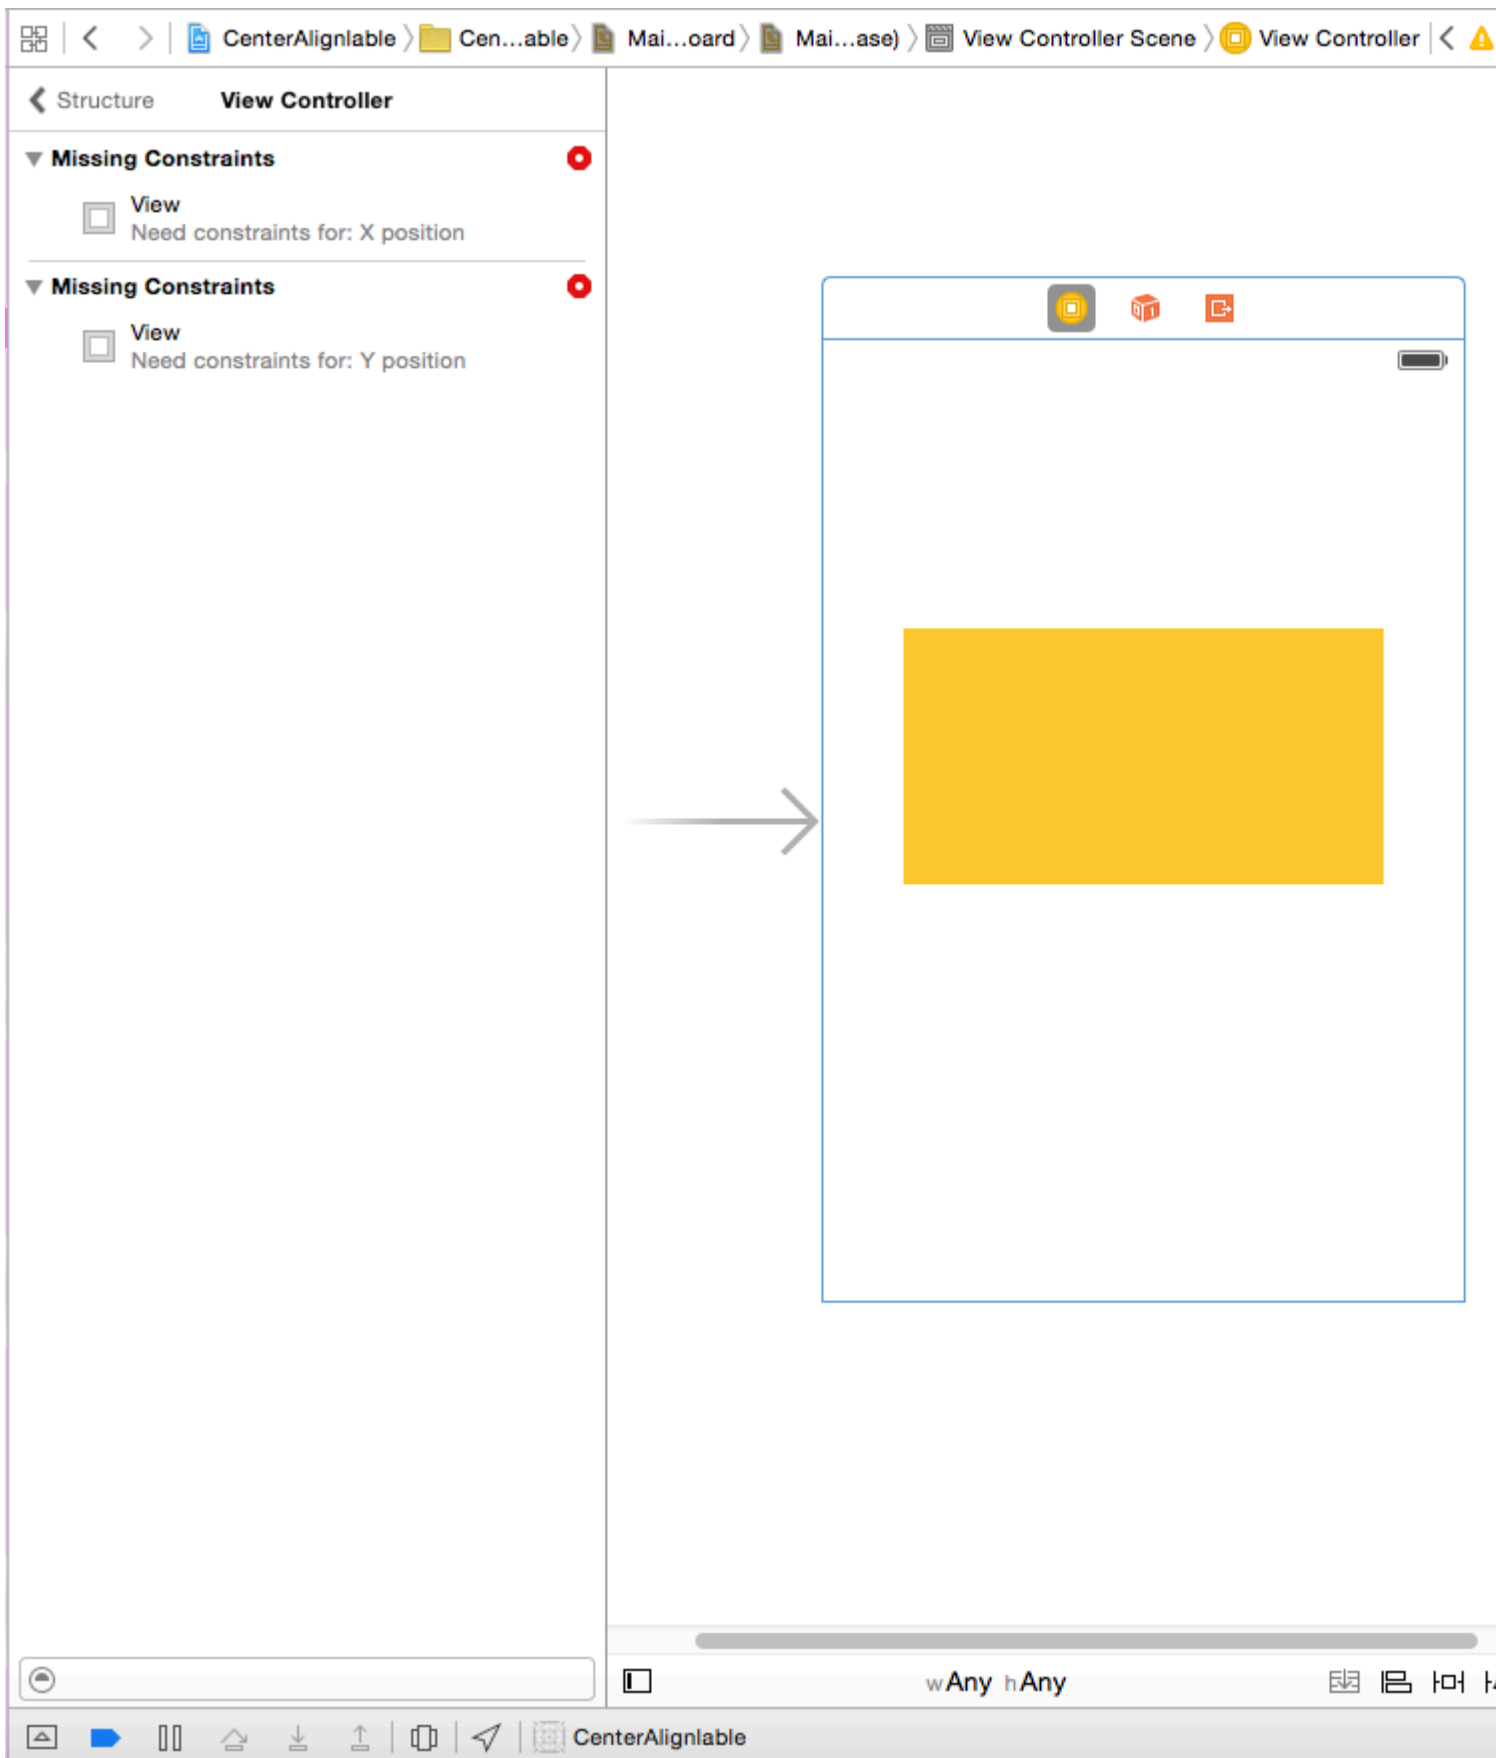 CenterAlignlable Cen...able Mai...oard Mai...ase) View Controller Scene View Controller
Structure View Controller
Missing Constraints
View
Need constraints for: X position
Missing Constraints
View
Need constraints for: Y position
wAny hAny
CenterAlignlable